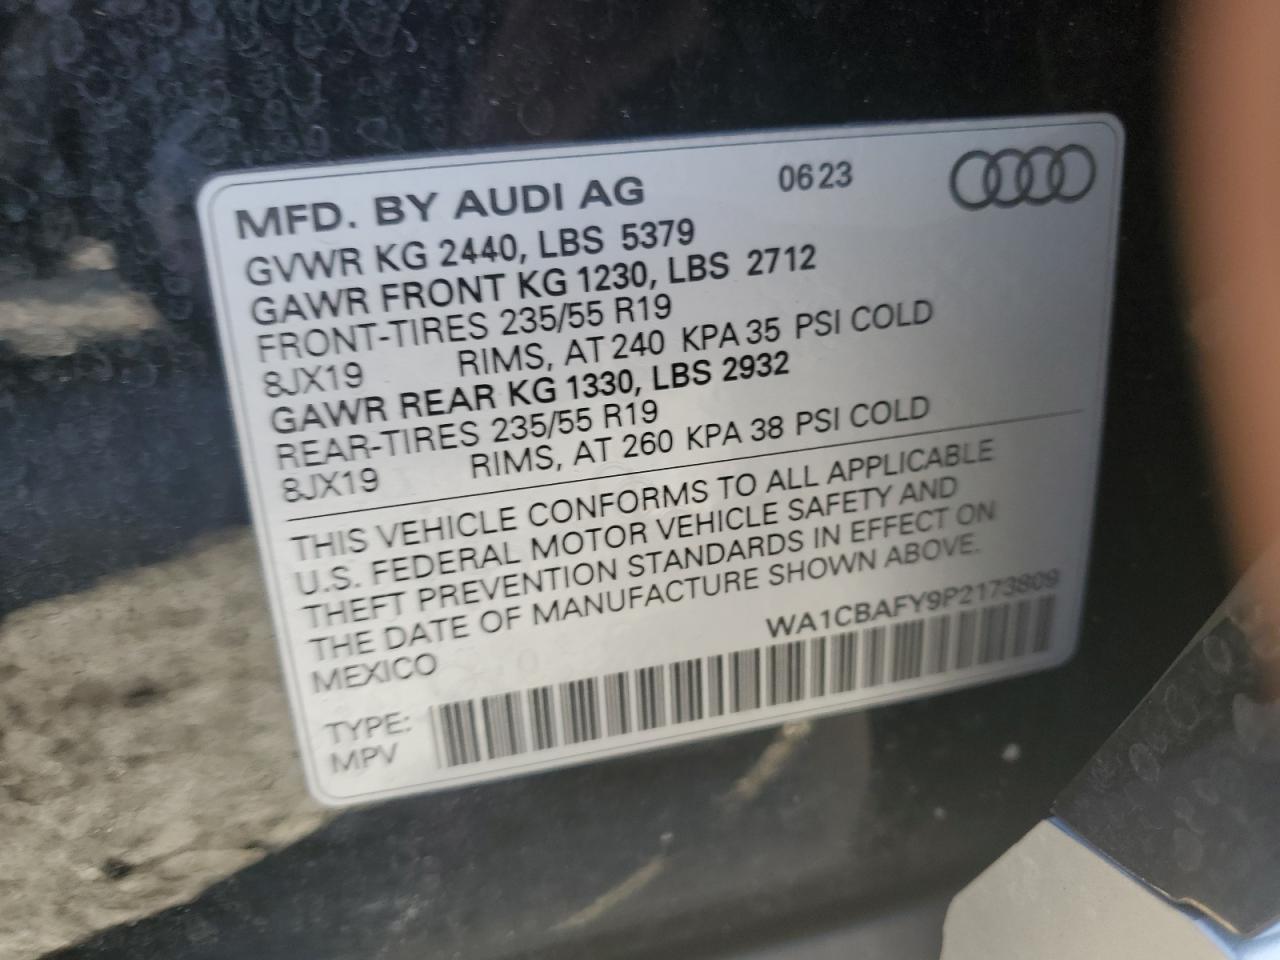 MFD. BY AUDI AG 0623
GVWR KG 2440, LBS 5379
GAWR FRONT KG 1230, LBS 2712
FRONT-TIRES 235/55 R19
8JX19 RIMS, AT 240 KPA 35 PSI COLD
GAWR REAR KG 1330, LBS 2932
REAR-TIRES 235/55 R19
8JX19 RIMS, AT 260 KPA 38 PSI COLD
THIS VEHICLE CONFORMS TO ALL APPLICABLE
U.S. FEDERAL MOTOR VEHICLE SAFETY AND
THEFT PREVENTION STANDARDS IN EFFECT ON
THE DATE OF MANUFACTURE SHOWN ABOVE.
MEXICO WA1CBAFY9P2173809
TYPE:
MPV